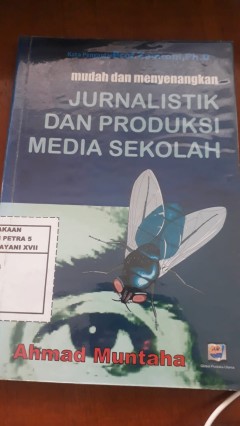 mudah dan menyenangkan
JURNALISTIK
DAN PRODUKSI
MEDIA SEKOLAH
AKAAN
PETRA 5
AYANI XVII
Ahmad Muntaha